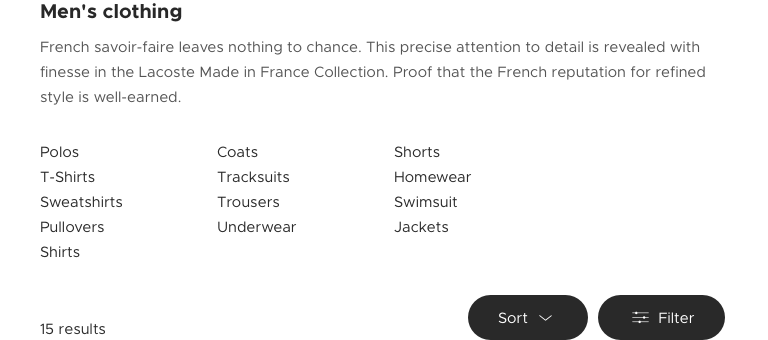 Men's clothing
French savoir-faire leaves nothing to chance. This precise attention to detail is revealed with
finesse in the Lacoste Made in France Collection. Proof that the French reputation for refined
style is well-earned.
Polos
T-Shirts
Sweatshirts
Pullovers
Shirts
Coats
Tracksuits
Trousers
Underwear
Shorts
Homewear
Swimsuit
Jackets
15 results
Sort
Filter